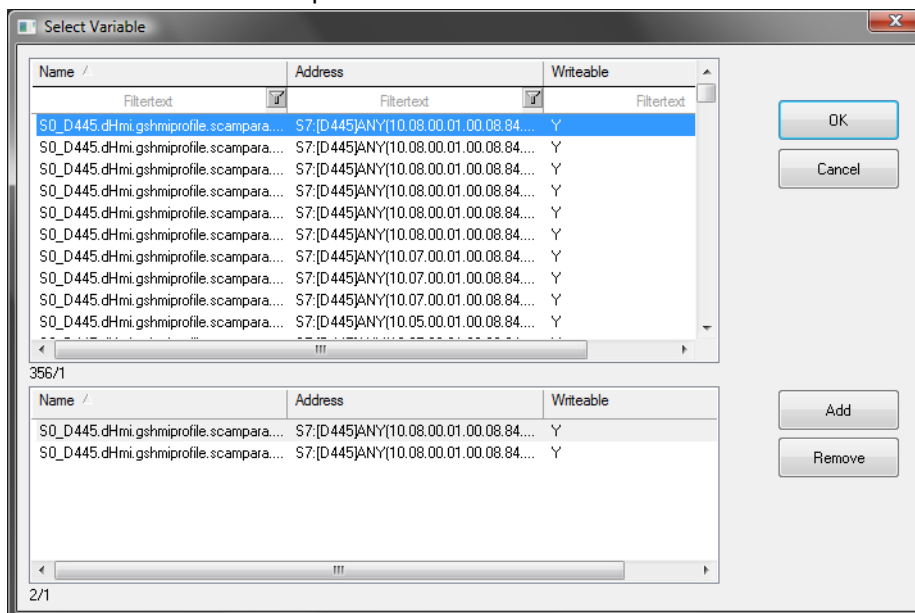 Select Variable
Name Address Writeable
Filtertext Filtertext Filtertext
S0_D445.dHmi.gshmiprofile.scampara.... S7:[D445]ANY(10.08.00.01.00.08.84.... Y
S0_D445.dHmi.gshmiprofile.scampara.... S7:[D445]ANY(10.08.00.01.00.08.84.... Y
S0_D445.dHmi.gshmiprofile.scampara.... S7:[D445]ANY(10.08.00.01.00.08.84.... Y
S0_D445.dHmi.gshmiprofile.scampara.... S7:[D445]ANY(10.08.00.01.00.08.84.... Y
S0_D445.dHmi.gshmiprofile.scampara.... S7:[D445]ANY(10.08.00.01.00.08.84.... Y
S0_D445.dHmi.gshmiprofile.scampara.... S7:[D445]ANY(10.08.00.01.00.08.84.... Y
S0_D445.dHmi.gshmiprofile.scampara.... S7:[D445]ANY(10.07.00.01.00.08.84.... Y
S0_D445.dHmi.gshmiprofile.scampara.... S7:[D445]ANY(10.07.00.01.00.08.84.... Y
S0_D445.dHmi.gshmiprofile.scampara.... S7:[D445]ANY(10.07.00.01.00.08.84.... Y
S0_D445.dHmi.gshmiprofile.scampara.... S7:[D445]ANY(10.05.00.01.00.08.84.... Y
356/1
OK
Cancel
Name Address Writeable
S0_D445.dHmi.gshmiprofile.scampara.... S7:[D445]ANY(10.08.00.01.00.08.84.... Y
S0_D445.dHmi.gshmiprofile.scampara.... S7:[D445]ANY(10.08.00.01.00.08.84.... Y
2/1
Add
Remove